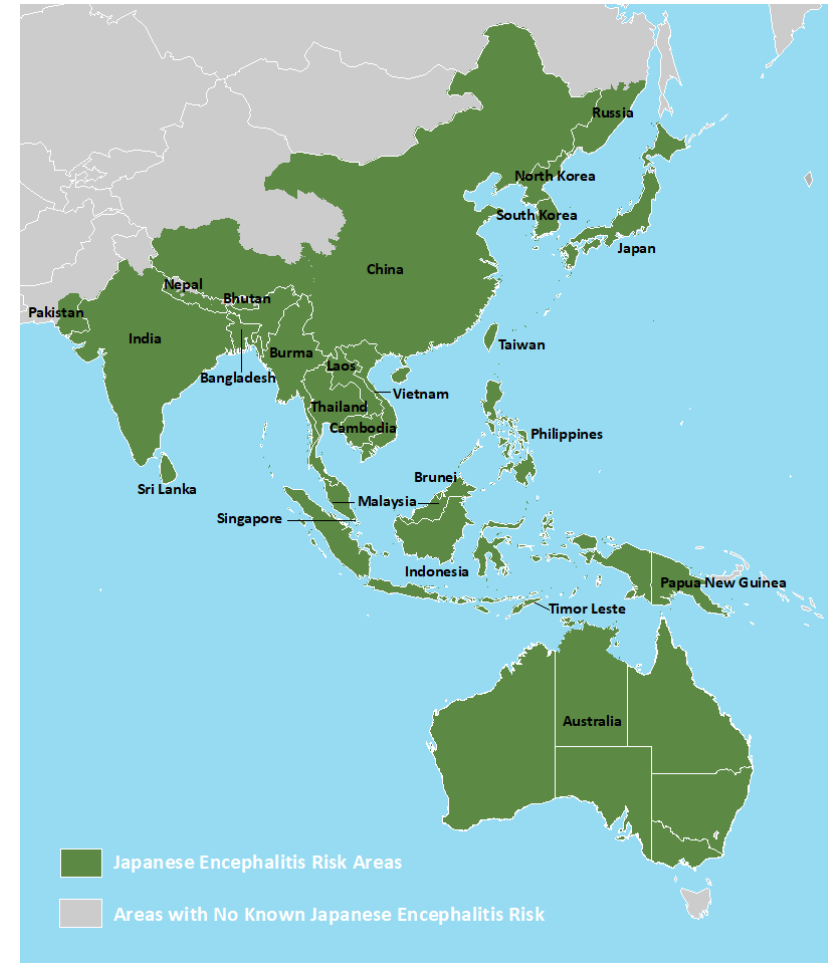 Russia
North Korea
South Korea
Japan
China
Nepal
Bhutan
Pakistan
India
Burma
Taiwan
Laos
Bangladesh
Vietnam
Thailand
Cambodia
Philippines
Brunei
Sri Lanka
Malaysia
Singapore
Indonesia
Papua New Guinea
Timor Leste
Australia
Japanese Encephalitis Risk Areas
Areas with No Known Japanese Encephalitis Risk